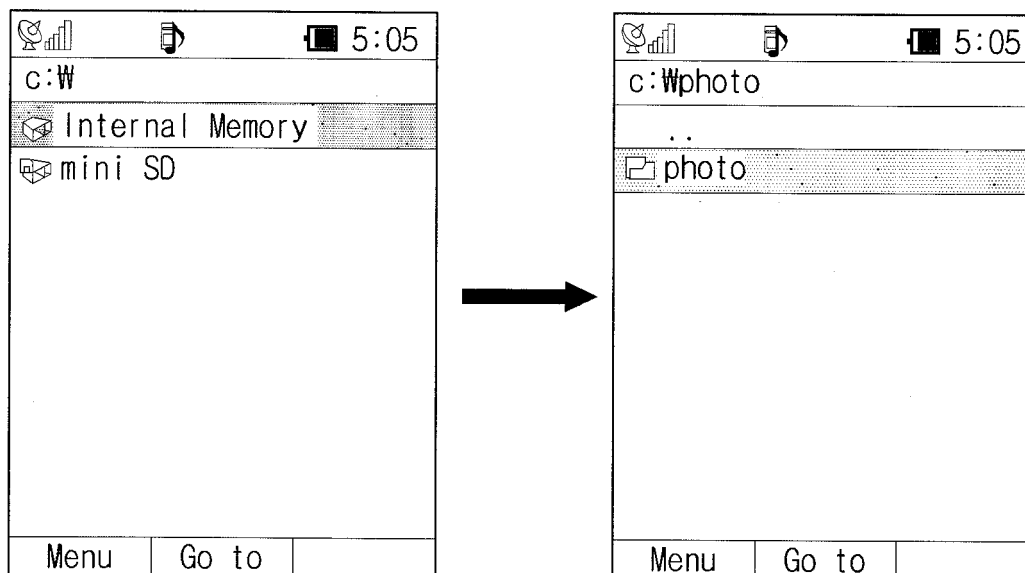 5:05
c:₩
Internal Memory
mini SD
Menu Go to
5:05
c:₩photo
..
photo
Menu Go to